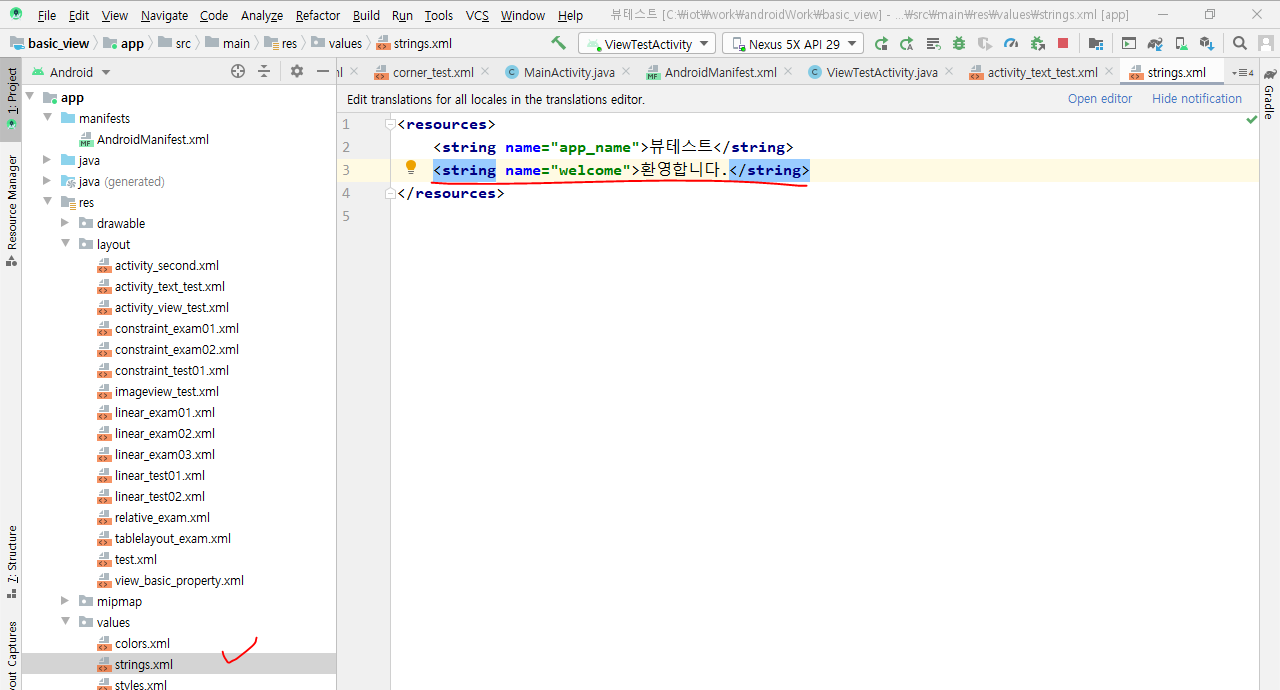 File Edit View Navigate Code Analyze Refactor Build Run Tools VCS Window Help 뷰테스트 [C:₩iot₩work₩androidWork₩basic_view] - ...₩src₩main₩res₩values₩strings.xml [app]
basic_view app src main res values strings.xml ViewTestActivity Nexus 5X API 29
Android ml corner_test.xml MainActivity.java AndroidManifest.xml ViewTestActivity.java activity_text_test.xml strings.xml 4
1: Project
Resource Manager
7: Structure
out Captures
app
manifests
AndroidManifest.xml
java
java (generated)
res
drawable
layout
activity_second.xml
activity_text_test.xml
activity_view_test.xml
constraint_exam01.xml
constraint_exam02.xml
constraint_test01.xml
imageview_test.xml
linear_exam01.xml
linear_exam02.xml
linear_exam03.xml
linear_test01.xml
linear_test02.xml
relative_exam.xml
tablelayout_exam.xml
test.xml
view_basic_property.xml
mipmap
values
colors.xml
strings.xml
styles.xml
Edit translations for all locales in the translations editor. Open editor Hide notification
1 <resources>
2 <string name="app_name">뷰테스트</string>
3 <string name="welcome">환영합니다.</string>
4 </resources>
5
Gradle